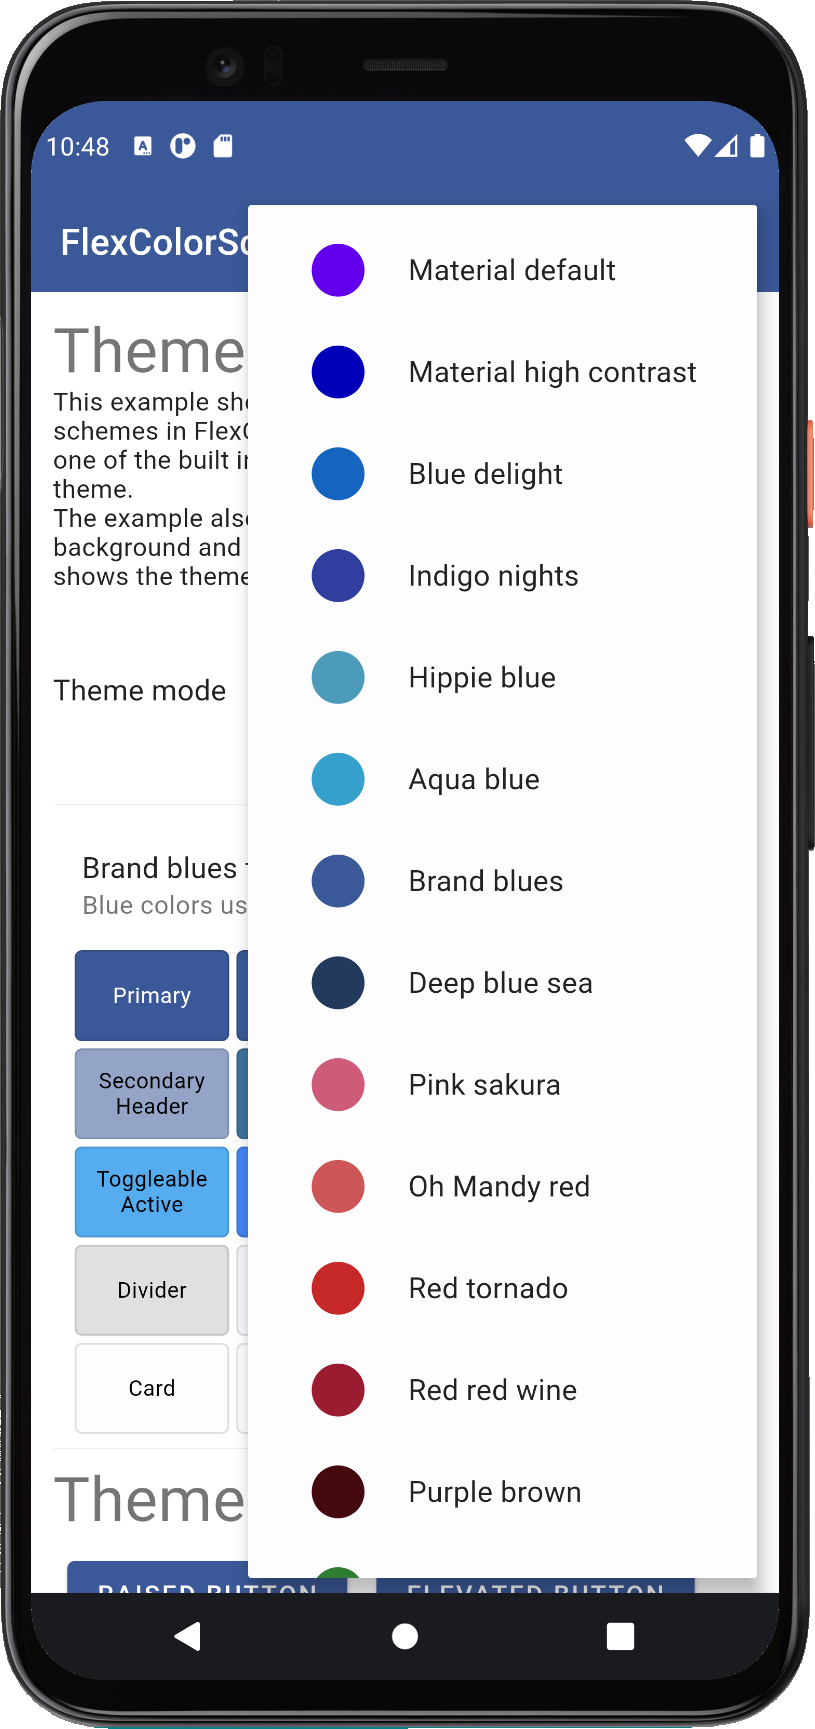 10:48
FlexColorSc
Material default
Material high contrast
Blue delight
Indigo nights
Hippie blue
Aqua blue
Brand blues
Deep blue sea
Pink sakura
Oh Mandy red
Red tornado
Red red wine
Purple brown
Theme
This example sh
schemes in Flex
one of the built in
theme.
The example also
background and
shows the theme
Theme mode
Brand blues
Blue colors us
Primary
Secondary
Header
Toggleable
Active
Divider
Card
Theme
RAISED BUTTON
ELEVATED BUTTON